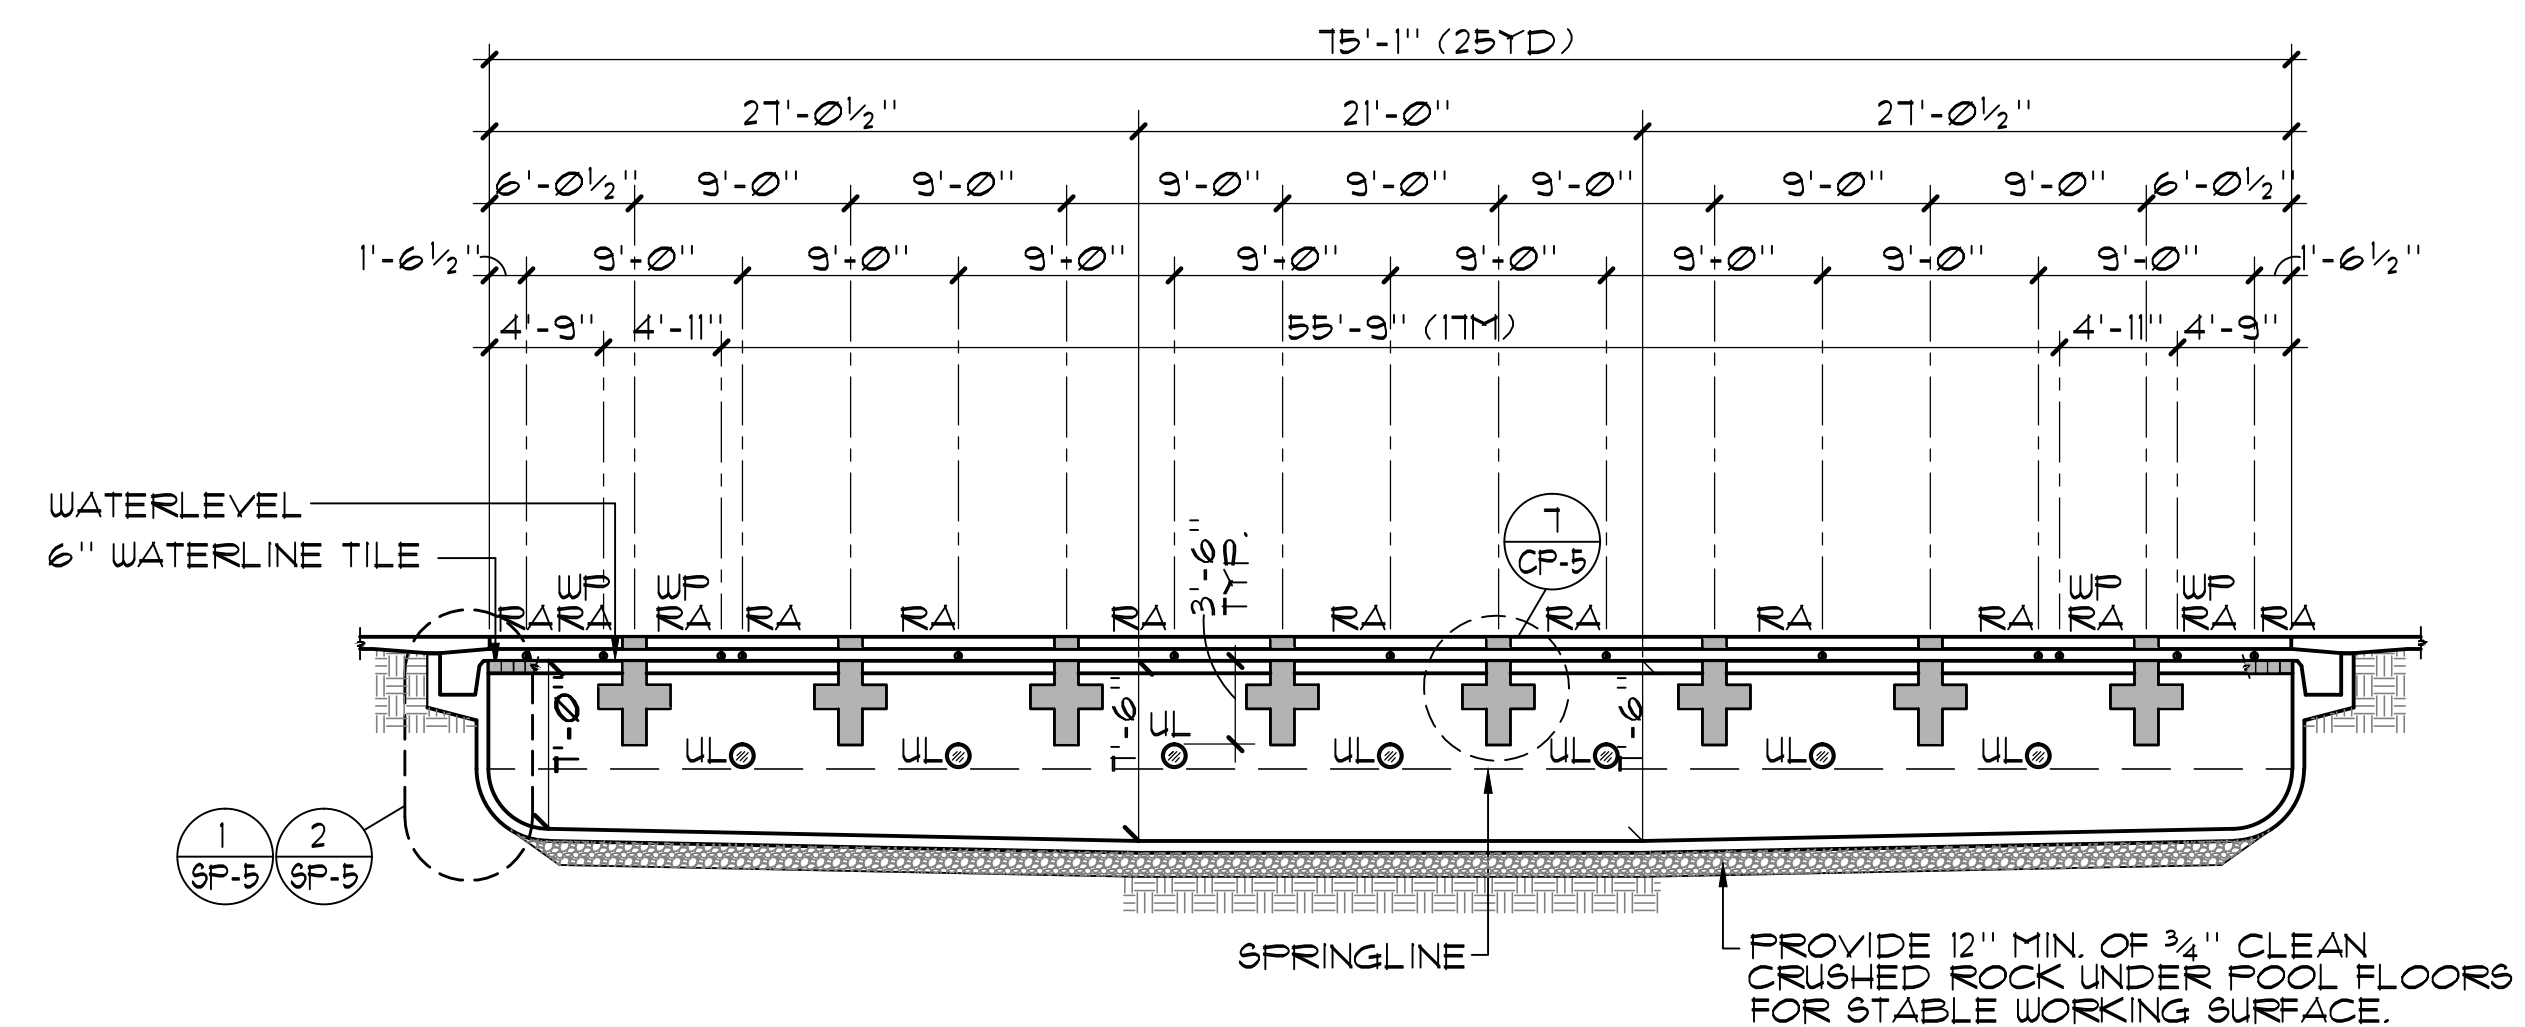 75'-1" (25YD)
27'-0½" 21'-0" 27'-0½"
6'-0½" 9'-0" 9'-0" 9'-0" 9'-0" 9'-0" 9'-0" 9'-0" 6'-0½"
1'-6½" 9'-0" 9'-0" 9'-0" 9'-0" 9'-0" 9'-0" 9'-0" 9'-0" 1'-6½"
4'-9" 4'-11" 55'-9" (17M) 4'-11" 4'-9"
WATERLEVEL
6" WATERLINE TILE
WP WP WP WP
RA RA RA RA RA RA RA RA RA RA RA RA RA
3'-6"
TYP.
7
CP-5
7'-0"
7'-6"
7'-6"
UL UL UL UL UL UL UL
1
SP-5
2
SP-5
SPRINGLINE
PROVIDE 12" MIN. OF ¾" CLEAN
CRUSHED ROCK UNDER POOL FLOORS
FOR STABLE WORKING SURFACE.